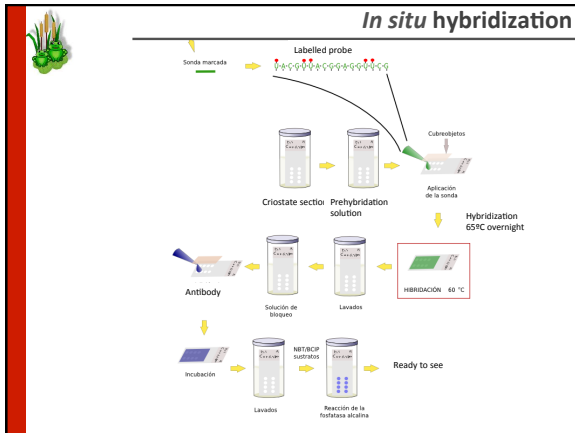 In situ hybridization
Labelled probe
Sonda marcada
U-A-C-G-U-U-A-C-G-G-A-G-G-U-U-C-G
Cubreobjetos
Criostate section
Prehybridation
solution
Aplicación
de la sonda
Hybridization
65ºC overnight
HIBRIDACIÓN 60 °C
Lavados
Solución de
bloqueo
Antibody
Incubación
Lavados
NBT/BCIP
sustratos
Reacción de la
fosfatasa alcalina
Ready to see